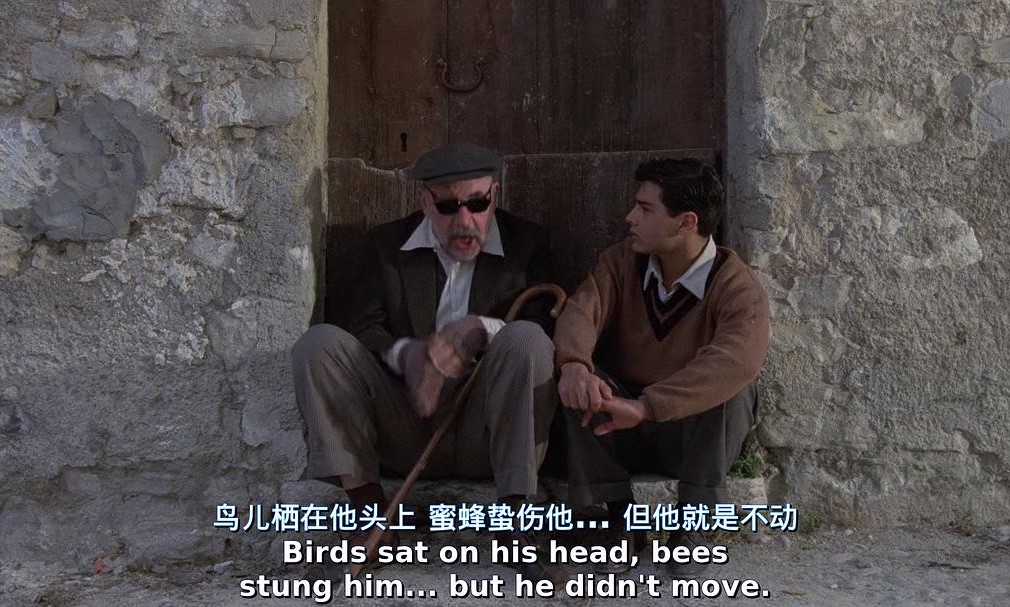 鸟儿栖在他头上 蜜蜂蛰伤他... 但他就是不动
Birds sat on his head, bees
stung him... but he didn't move.